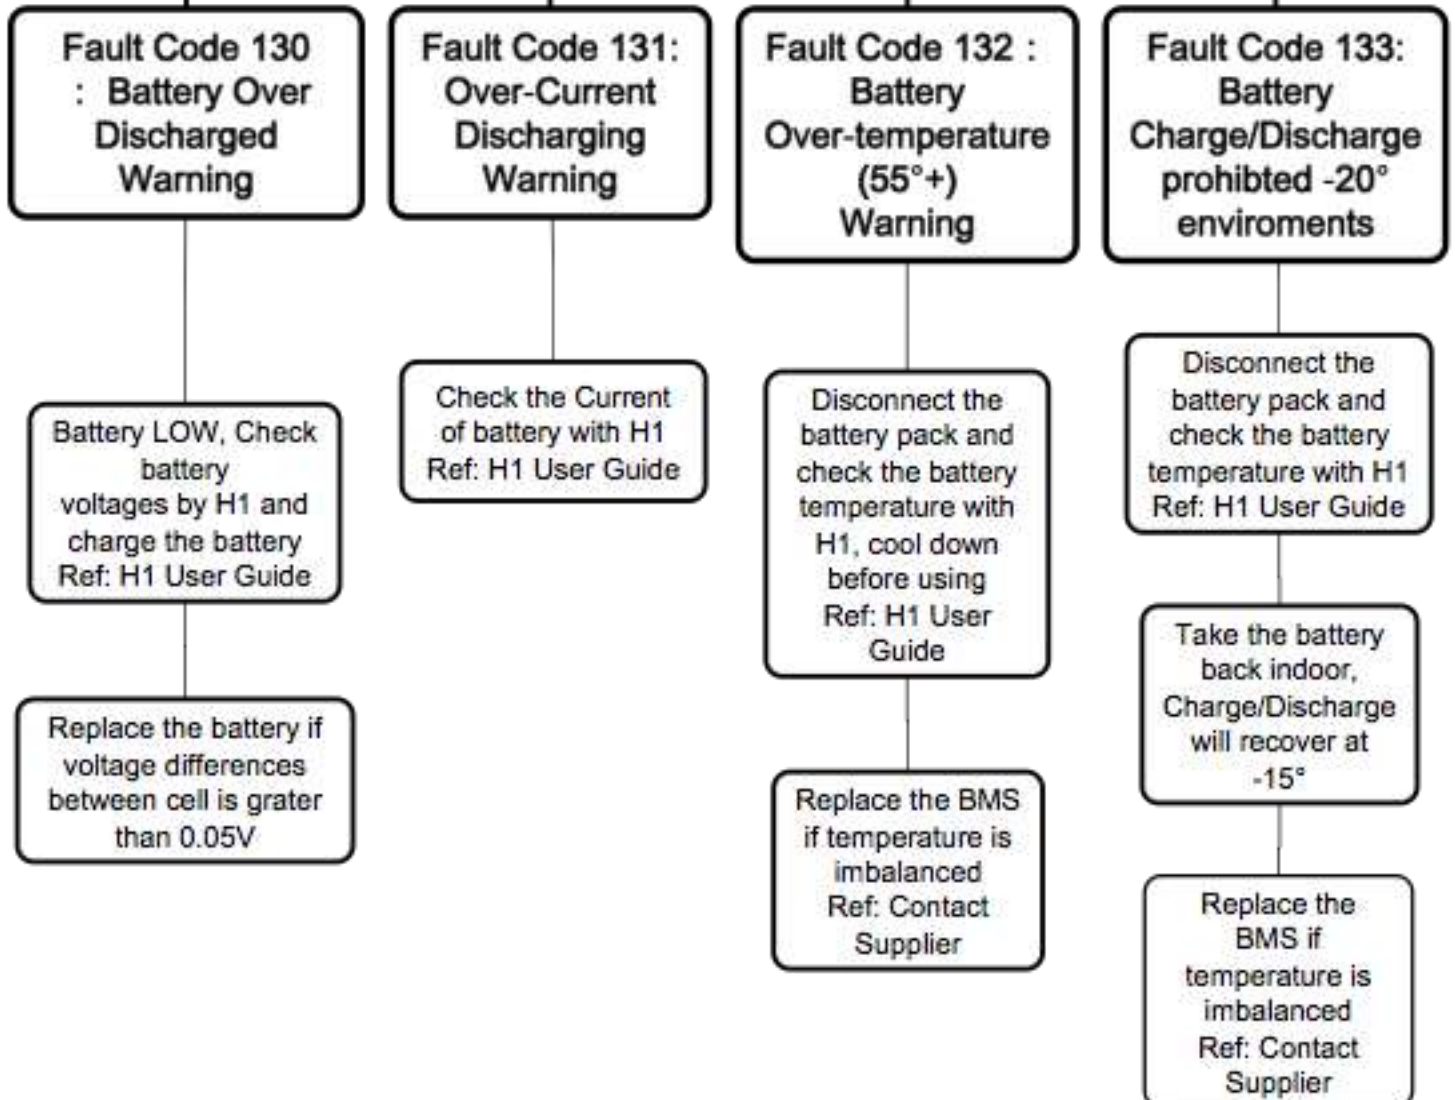 Fault Code 130
: Battery Over
Discharged
Warning
Battery LOW, Check
battery
voltages by H1 and
charge the battery
Ref: H1 User Guide
Replace the battery if
voltage differences
between cell is grater
than 0.05V
Fault Code 131:
Over-Current
Discharging
Warning
Check the Current
of battery with H1
Ref: H1 User Guide
Fault Code 132 :
Battery
Over-temperature
(55°+)
Warning
Disconnect the
battery pack and
check the battery
temperature with
H1, cool down
before using
Ref: H1 User
Guide
Replace the BMS
if temperature is
imbalanced
Ref: Contact
Supplier
Fault Code 133:
Battery
Charge/Discharge
prohibted -20°
enviroments
Disconnect the
battery pack and
check the battery
temperature with H1
Ref: H1 User Guide
Take the battery
back indoor,
Charge/Discharge
will recover at
-15°
Replace the
BMS if
temperature is
imbalanced
Ref: Contact
Supplier